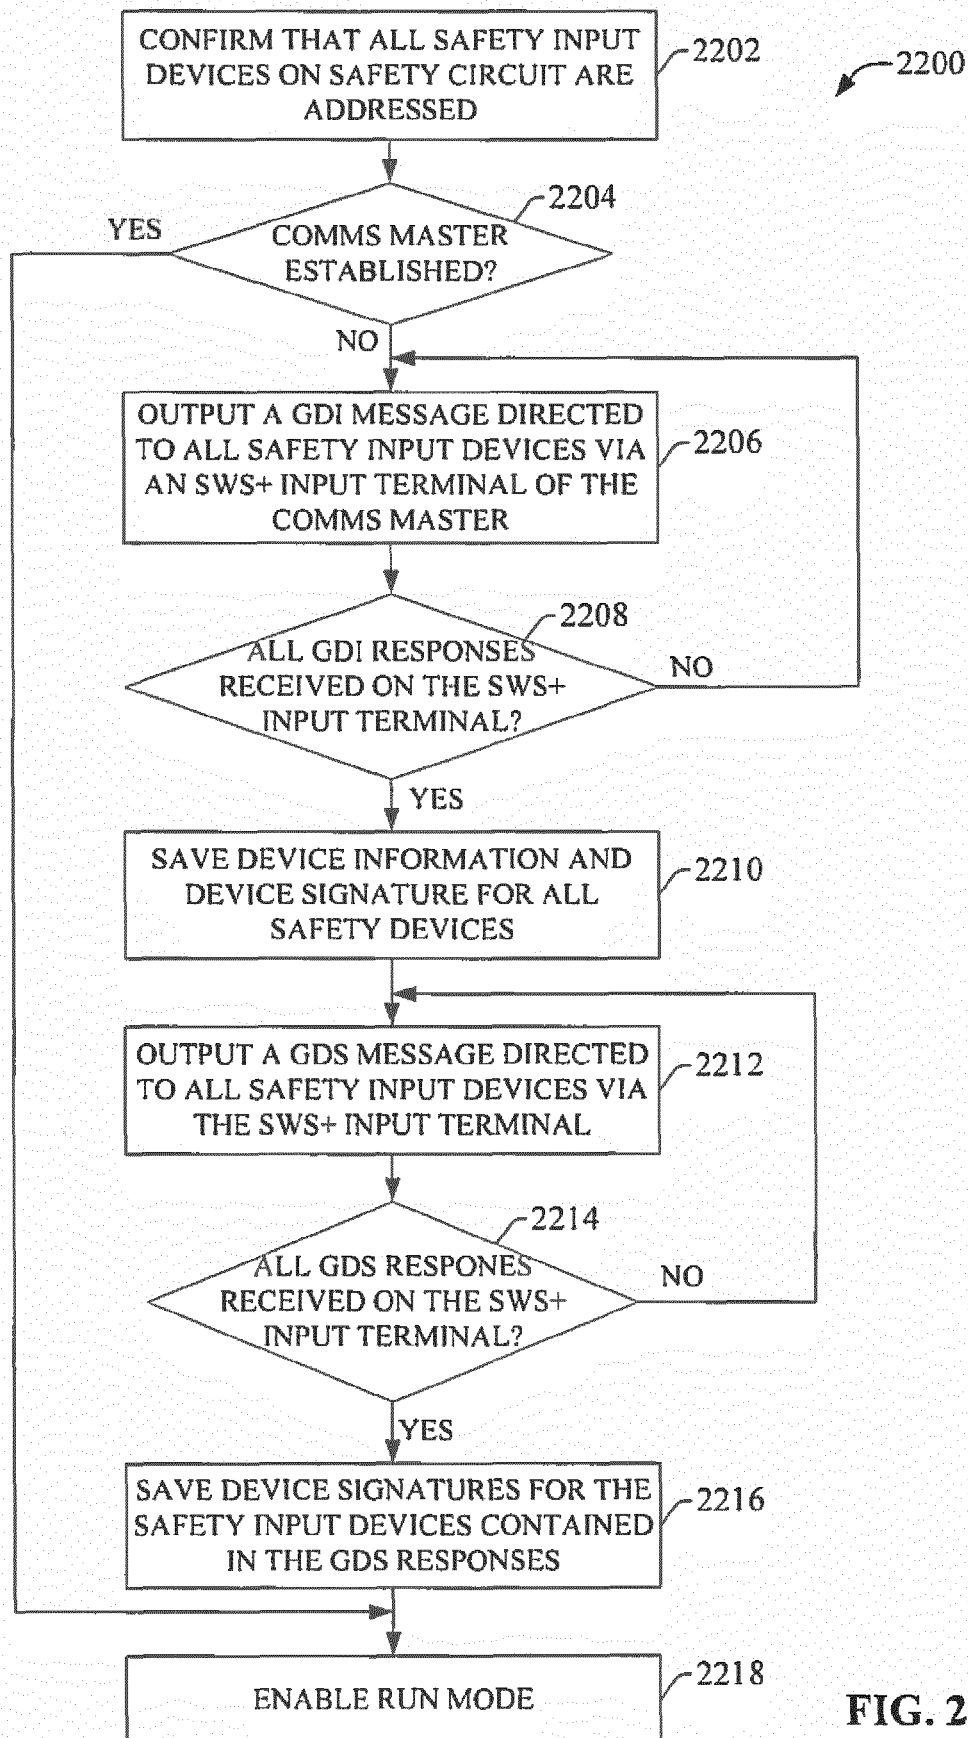 CONFIRM THAT ALL SAFETY INPUT
DEVICES ON SAFETY CIRCUIT ARE
ADDRESSED
2202
2200
2204
YES
COMMS MASTER
ESTABLISHED?
NO
OUTPUT A GDI MESSAGE DIRECTED
TO ALL SAFETY INPUT DEVICES VIA
AN SWS+ INPUT TERMINAL OF THE
COMMS MASTER
2206
2208
ALL GDI RESPONSES
RECEIVED ON THE SWS+
INPUT TERMINAL?
NO
YES
SAVE DEVICE INFORMATION AND
DEVICE SIGNATURE FOR ALL
SAFETY DEVICES
2210
OUTPUT A GDS MESSAGE DIRECTED
TO ALL SAFETY INPUT DEVICES VIA
THE SWS+ INPUT TERMINAL
2212
2214
ALL GDS RESPONES
RECEIVED ON THE SWS+
INPUT TERMINAL?
NO
YES
SAVE DEVICE SIGNATURES FOR THE
SAFETY INPUT DEVICES CONTAINED
IN THE GDS RESPONSES
2216
ENABLE RUN MODE
2218
FIG. 2